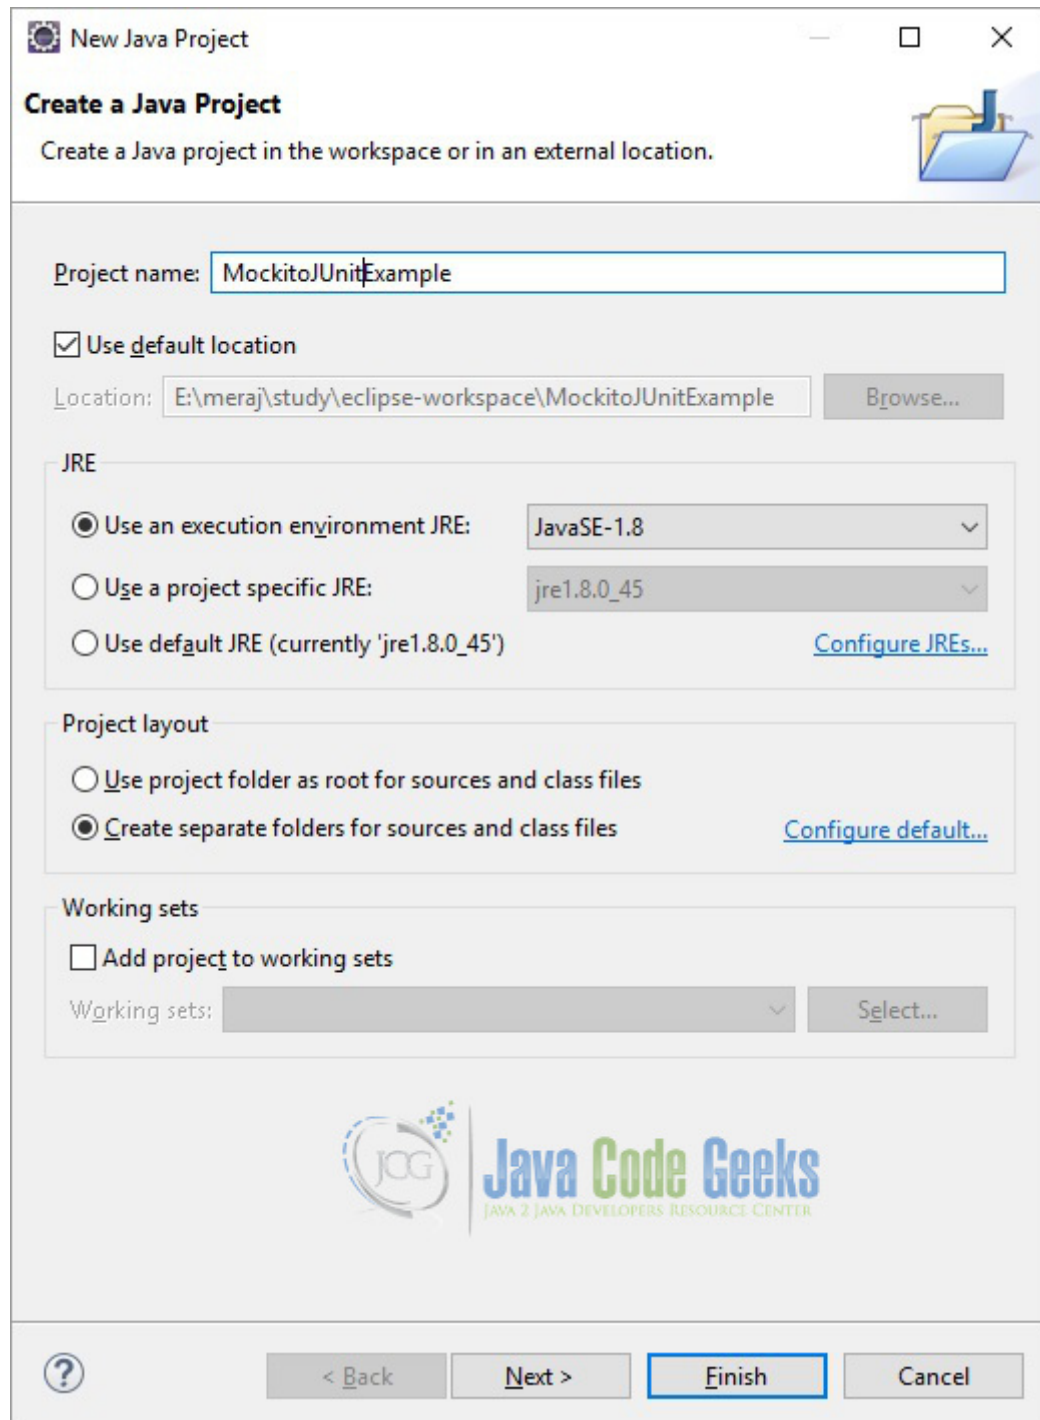 New Java Project
Create a Java Project
Create a Java project in the workspace or in an external location.
Project name: MockitoJUnitExample
Use default location
Location: E:\meraj\study\eclipse-workspace\MockitoJUnitExample Browse...
JRE
Use an execution environment JRE: JavaSE-1.8
Use a project specific JRE: jre1.8.0_45
Use default JRE (currently 'jre1.8.0_45') Configure JREs...
Project layout
Use project folder as root for sources and class files
Create separate folders for sources and class files Configure default...
Working sets
Add project to working sets
Working sets: Select...
JCG Java Code Geeks
JAVA 2 JAVA DEVELOPERS RESOURCE CENTER
? < Back Next > Finish Cancel